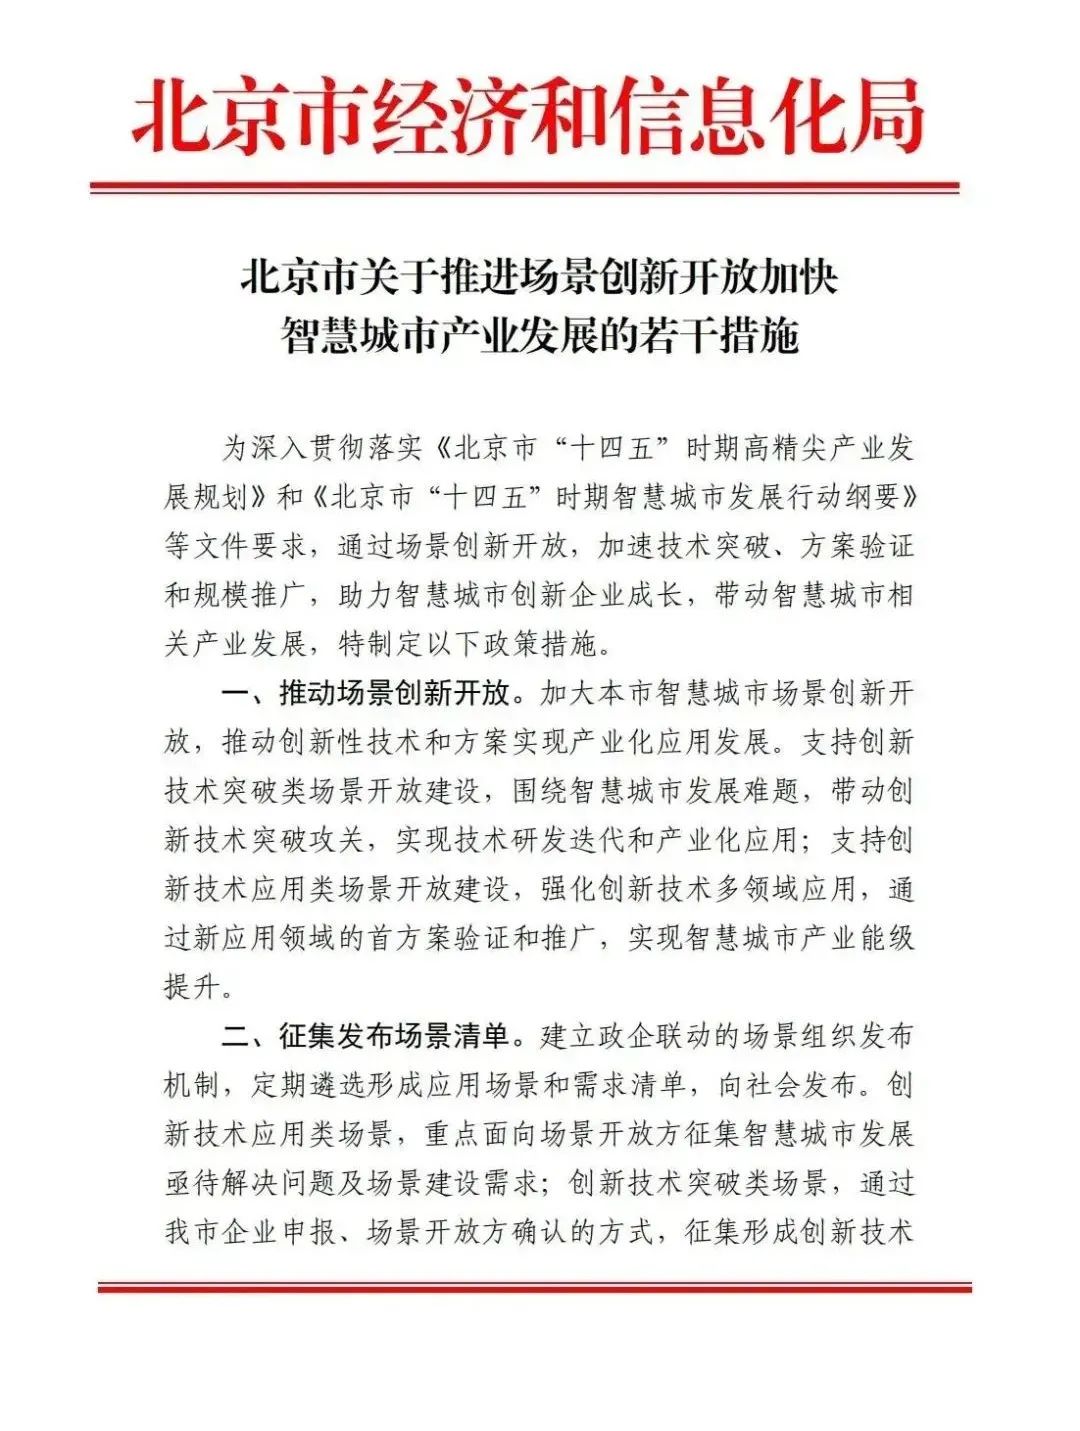 北京市经济和信息化局
北京市关于推进场景创新开放加快
智慧城市产业发展的若干措施
为深入贯彻落实《北京市“十四五”时期高精尖产业发
展规划》和《北京市“十四五”时期智慧城市发展行动纲要》
等文件要求，通过场景创新开放，加速技术突破、方案验证
和规模推广，助力智慧城市创新企业成长，带动智慧城市相
关产业发展，特制定以下政策措施。
一、推动场景创新开放。加大本市智慧城市场景创新开
放，推动创新性技术和方案实现产业化应用发展。支持创新
技术突破类场景开放建设，围绕智慧城市发展难题，带动创
新技术突破攻关，实现技术研发迭代和产业化应用；支持创
新技术应用类场景开放建设，强化创新技术多领域应用，通
过新应用领域的首方案验证和推广，实现智慧城市产业能级
提升。
二、征集发布场景清单。建立政企联动的场景组织发布
机制，定期遴选形成应用场景和需求清单，向社会发布。创
新技术应用类场景，重点面向场景开放方征集智慧城市发展
亟待解决问题及场景建设需求；创新技术突破类场景，通过
我市企业申报、场景开放方确认的方式，征集形成创新技术